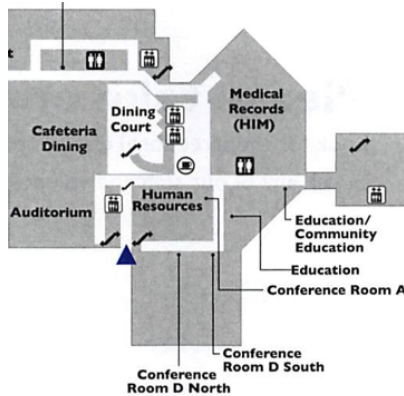 Medical
Records
(HIM)
Dining
Court
Cafeteria
Dining
Human
Resources
Auditorium
Education/
Community
Education
Education
Conference Room A
Conference
Room D South
Conference
Room D North